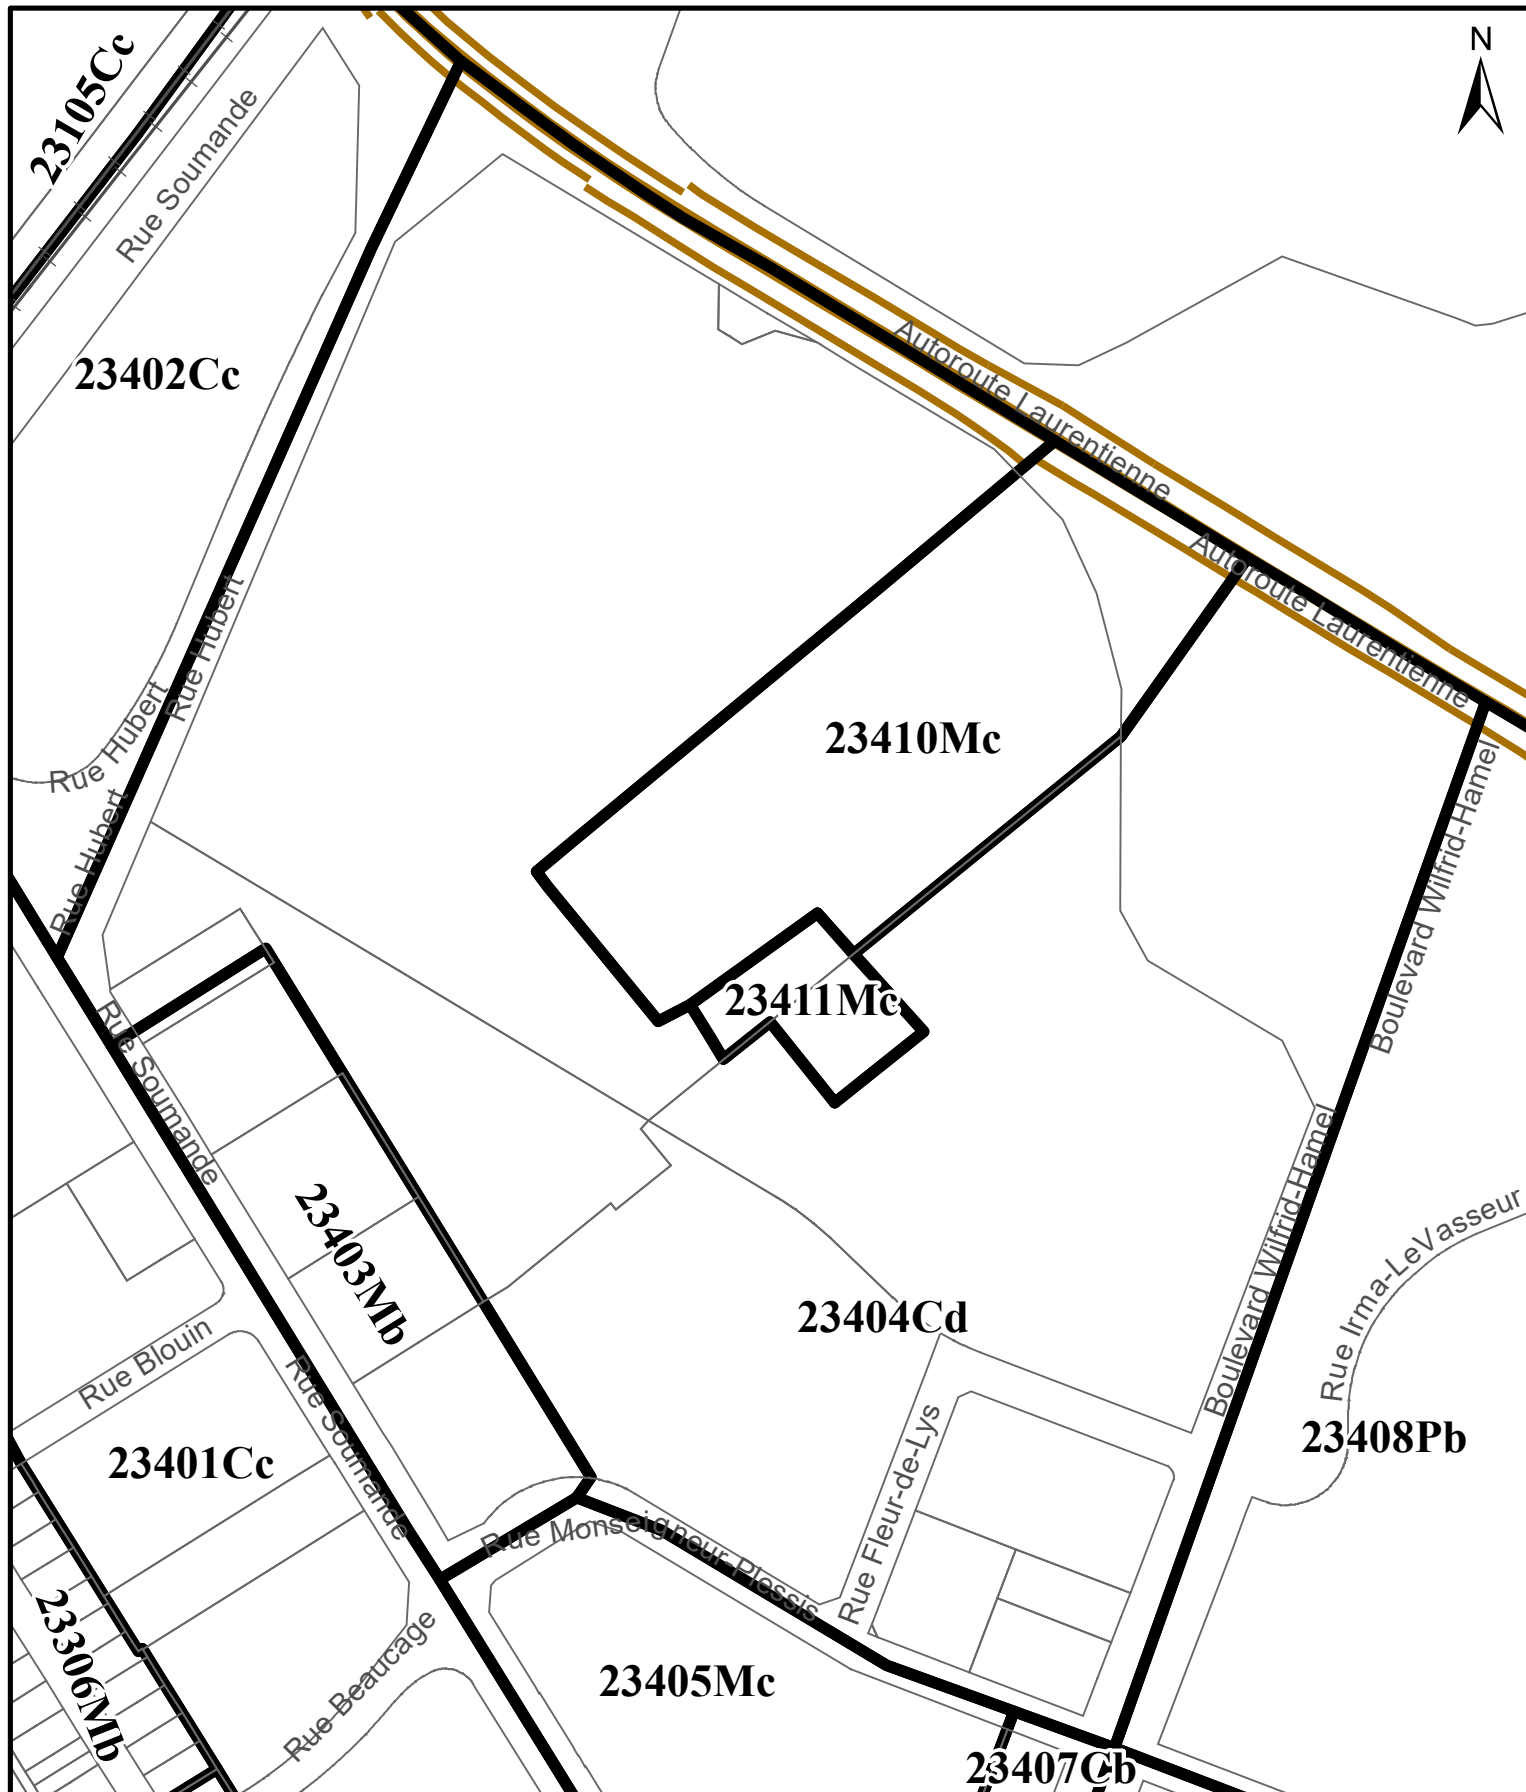 N
23105Cc
Rue Soumande
23402Cc
Autoroute Laurentienne
Autoroute Laurentienne
Rue Hubert
Rue Hubert
Rue Hubert
23410Mc
Boulevard Wilfrid-Hamel
23411Mc
Rue Soumande
Boulevard Wilfrid-Hamel
23403Mb
Rue Irma-LeVasseur
23404Cd
Rue Blouin
Rue Soumande
23401Cc
Rue Fleur-de-Lys
23408Pb
Rue Monseigneur-Plessis
23306Mb
Rue Beaucage
23405Mc
23407Cb